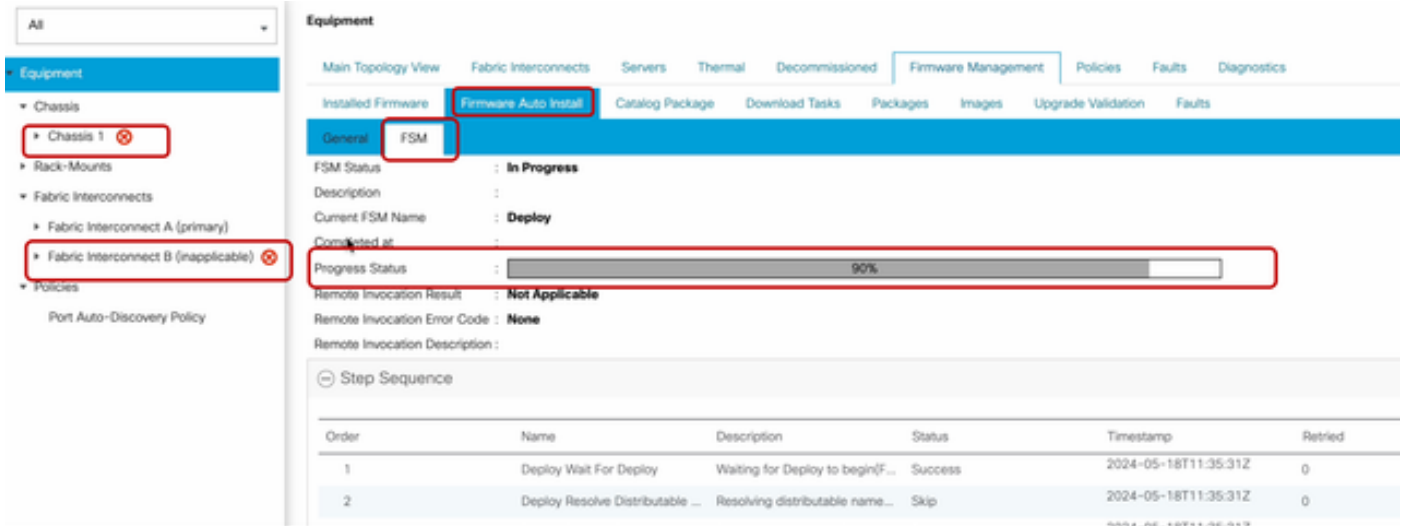 All
Equipment
Chassis
Chassis 1
Rack-Mounts
Fabric Interconnects
Fabric Interconnect A (primary)
Fabric Interconnect B (inapplicable)
Policies
Port Auto-Discovery Policy
Equipment
Main Topology View Fabric Interconnects Servers Thermal Decommissioned Firmware Management Policies Faults Diagnostics
Installed Firmware Firmware Auto Install Catalog Package Download Tasks Packages Images Upgrade Validation Faults
General FSM
FSM Status : In Progress
Description :
Current FSM Name : Deploy
Completed at :
Progress Status : 90%
Remote Invocation Result : Not Applicable
Remote Invocation Error Code : None
Remote Invocation Description :
Step Sequence
Order Name Description Status Timestamp Retried
1 Deploy Wait For Deploy Waiting for Deploy to begin(F... Success 2024-05-18T11:35:31Z 0
2 Deploy Resolve Distributable ... Resolving distributable name... Skip 2024-05-18T11:35:31Z 0